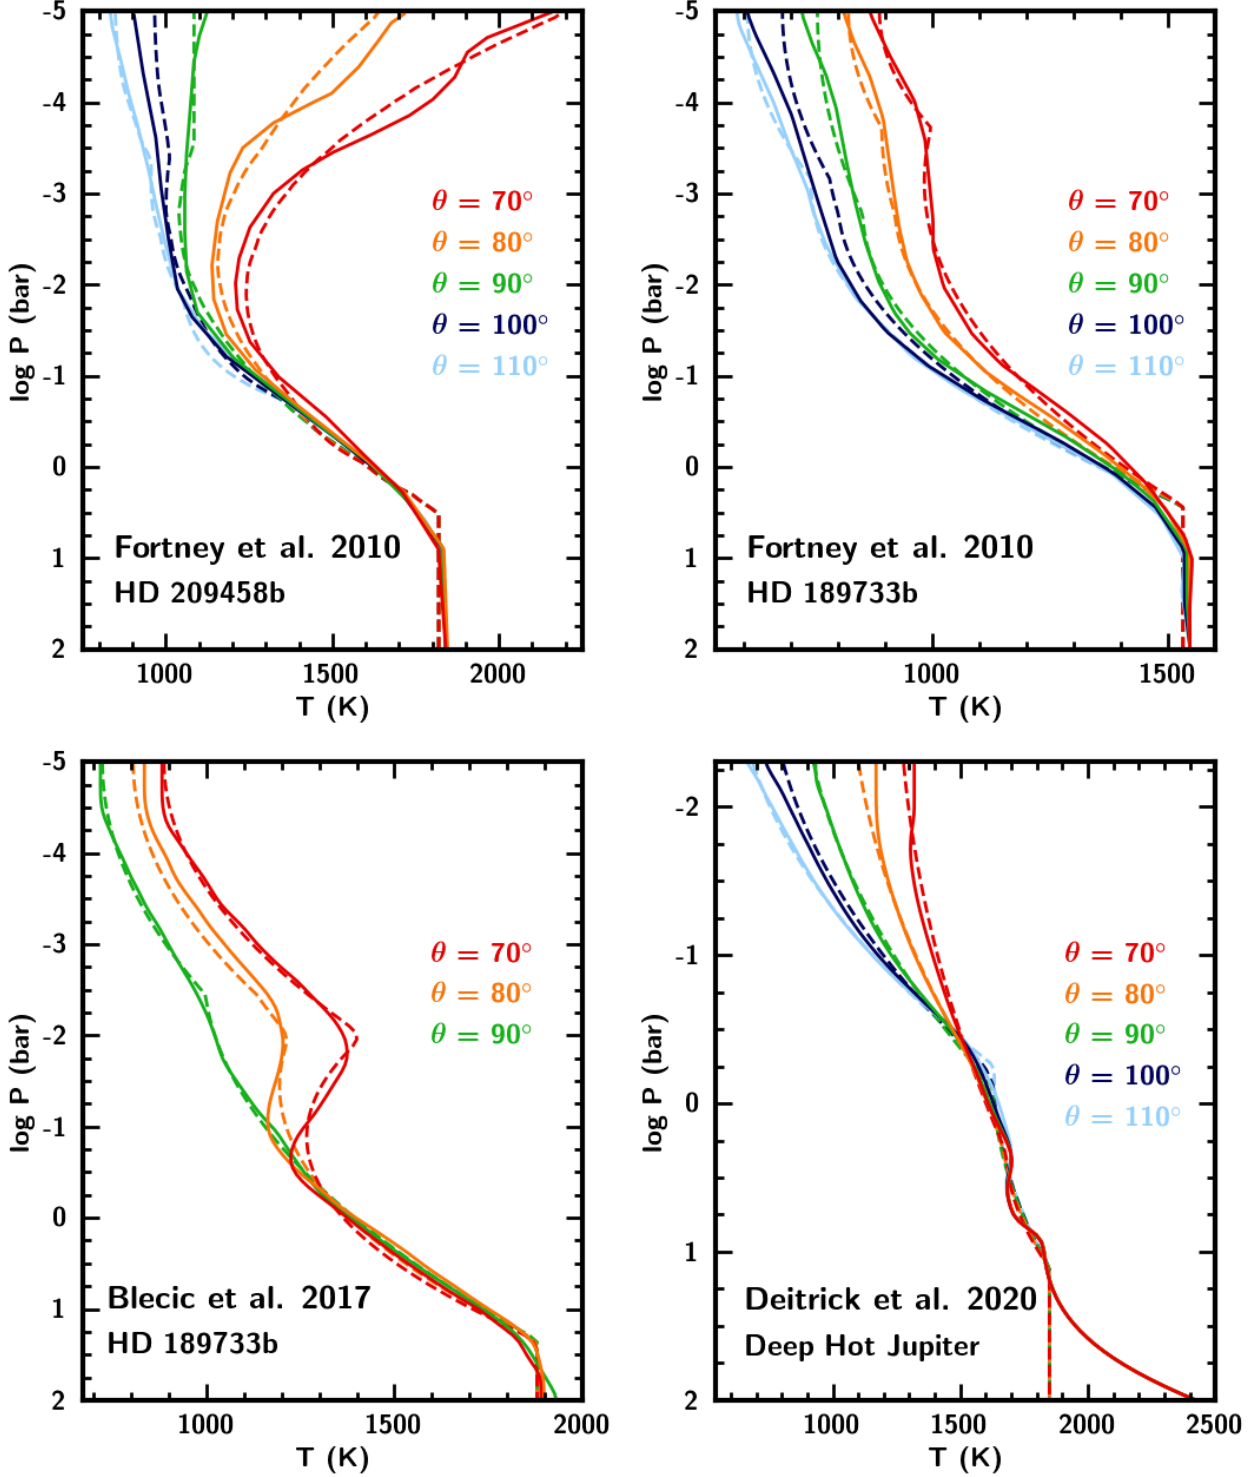 -5
-4
-3
-2
-1
0
1
2
log P (bar)
θ = 70°
θ = 80°
θ = 90°
θ = 100°
θ = 110°
Fortney et al. 2010
HD 209458b
1000
1500
2000
T (K)
-5
-4
-3
-2
-1
0
1
2
log P (bar)
θ = 70°
θ = 80°
θ = 90°
θ = 100°
θ = 110°
Fortney et al. 2010
HD 189733b
1000
1500
T (K)
-5
-4
-3
-2
-1
0
1
2
log P (bar)
θ = 70°
θ = 80°
θ = 90°
Blecic et al. 2017
HD 189733b
1000
1500
2000
T (K)
-2
-1
0
1
2
log P (bar)
θ = 70°
θ = 80°
θ = 90°
θ = 100°
θ = 110°
Deitrick et al. 2020
Deep Hot Jupiter
1000
1500
2000
2500
T (K)